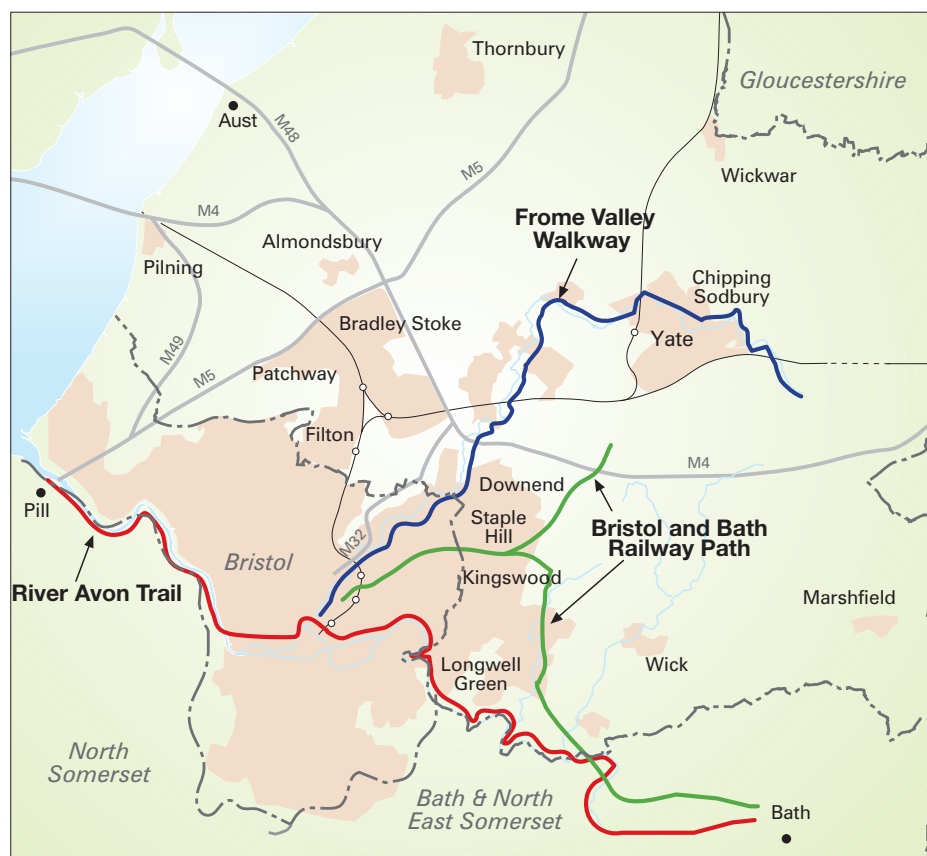 Thornbury
Gloucestershire
Aust
M48
M5
Wickwar
M4
Frome Valley
Walkway
Almondsbury
Pilning
Chipping
Sodbury
Bradley Stoke
Yate
M49
M5
Patchway
Filton
M4
Downend
Pill
Staple
Hill
Bristol and Bath
Railway Path
M32
Bristol
Kingswood
River Avon Trail
Marshfield
Longwell
Green
Wick
North
Somerset
Bath & North
East Somerset
Bath